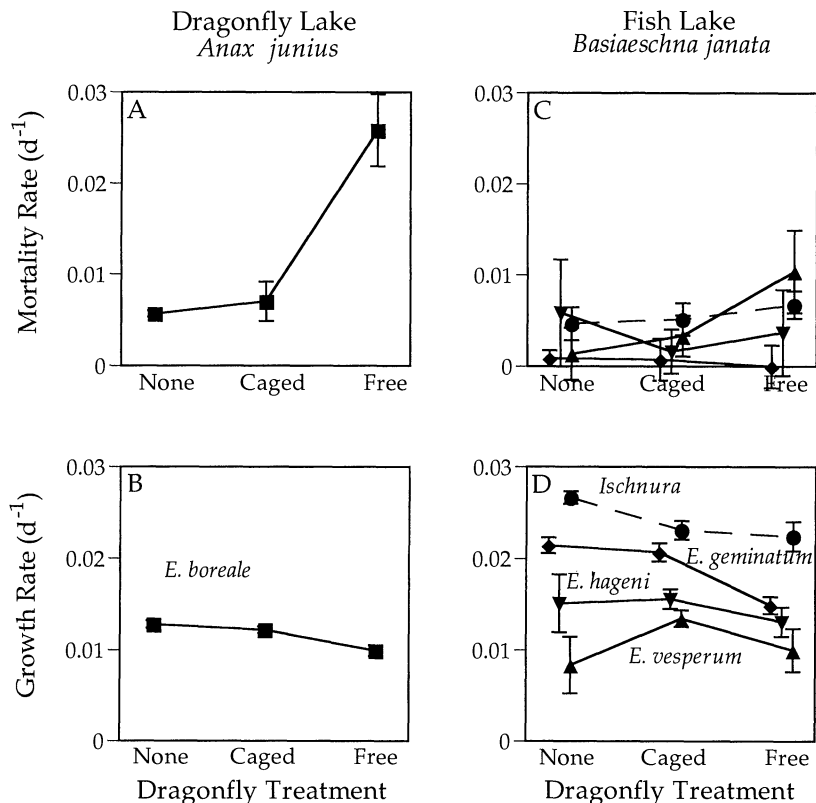 Dragonfly Lake
Anax junius
Fish Lake
Basiaeschna janata
Mortality Rate (d⁻¹)
0.03
0.02
0.01
0
A
None Caged Free
0.03
0.02
0.01
0
C
None Caged Free
Growth Rate (d⁻¹)
0.03
0.02
0.01
0
B
E. boreale
None Caged Free
Dragonfly Treatment
0.03
0.02
0.01
0
D
Ischnura
E. geminatum
E. hageni
E. vesperum
None Caged Free
Dragonfly Treatment